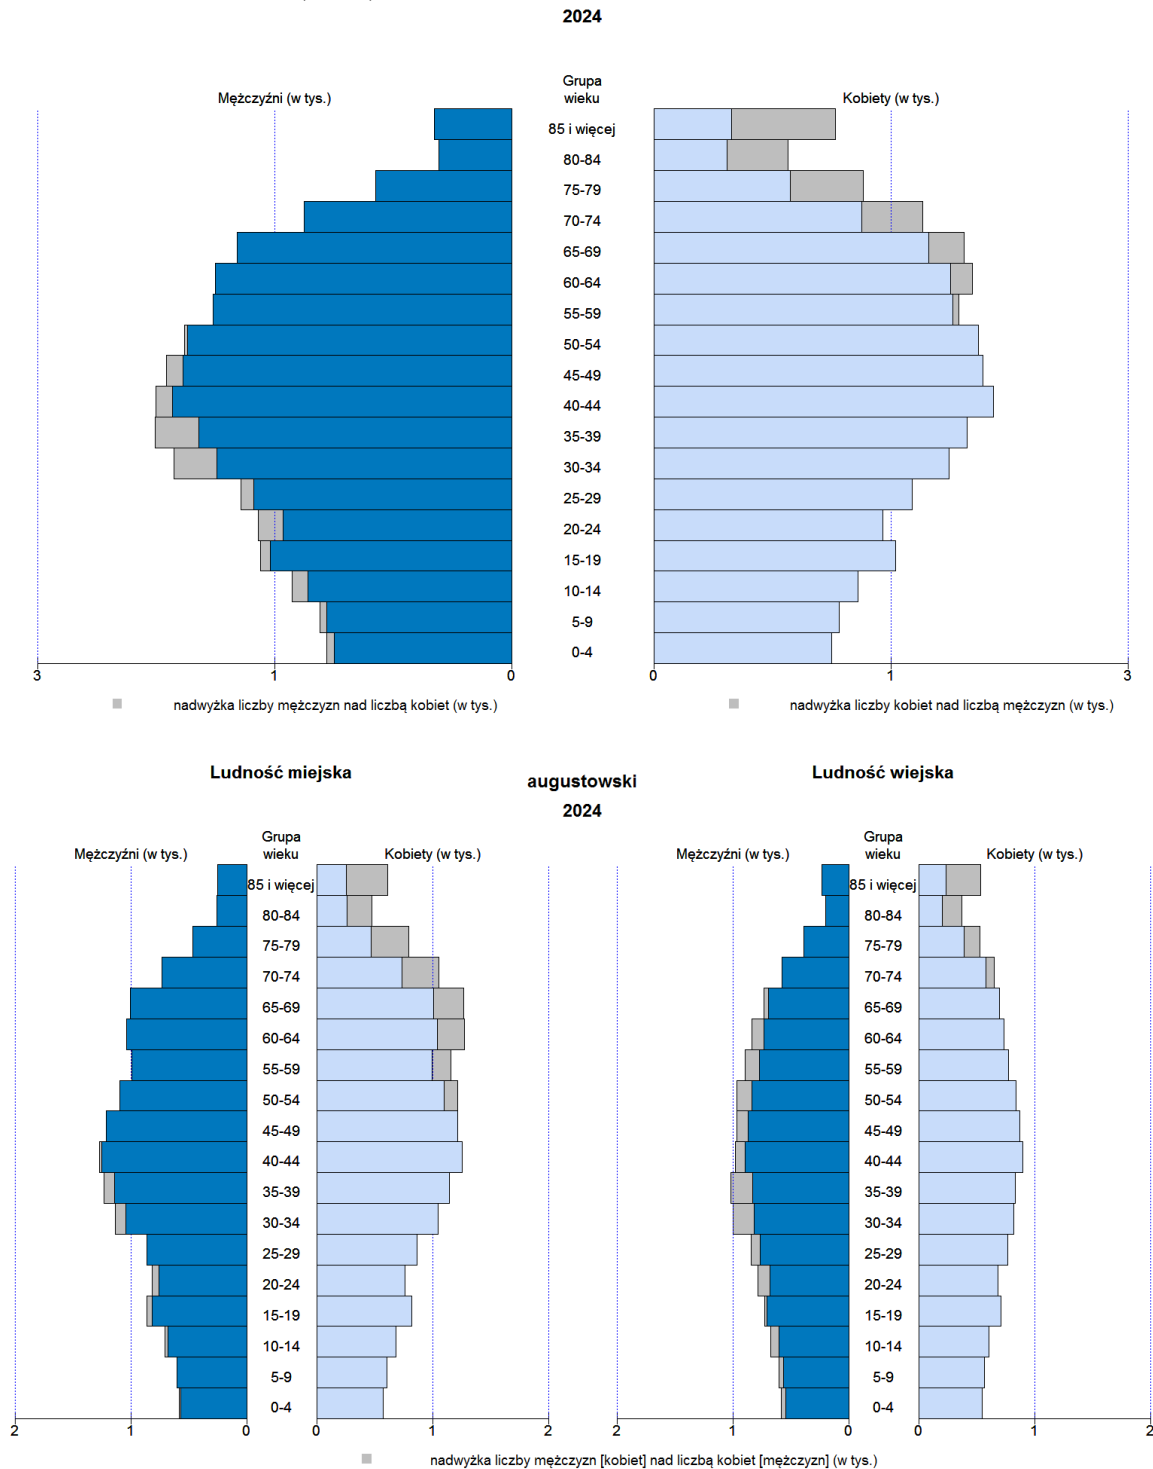 2024
Grupa
wieku
Mężczyźni (w tys.)
Kobiety (w tys.)
85 i więcej
80-84
75-79
70-74
65-69
60-64
55-59
50-54
45-49
40-44
35-39
30-34
25-29
20-24
15-19
10-14
5-9
0-4
3 1 0 0 1 3
nadwyżka liczby mężczyzn nad liczbą kobiet (w tys.)
nadwyżka liczby kobiet nad liczbą mężczyzn (w tys.)
Ludność miejska
augustowski
Ludność wiejska
2024
Grupa
wieku
Mężczyźni (w tys.)
Kobiety (w tys.)
85 i więcej
80-84
75-79
70-74
65-69
60-64
55-59
50-54
45-49
40-44
35-39
30-34
25-29
20-24
15-19
10-14
5-9
0-4
2 1 0 0 1 2
Grupa
wieku
Mężczyźni (w tys.)
Kobiety (w tys.)
85 i więcej
80-84
75-79
70-74
65-69
60-64
55-59
50-54
45-49
40-44
35-39
30-34
25-29
20-24
15-19
10-14
5-9
0-4
2 1 0 0 1 2
nadwyżka liczby mężczyzn [kobiet] nad liczbą kobiet [mężczyzn] (w tys.)